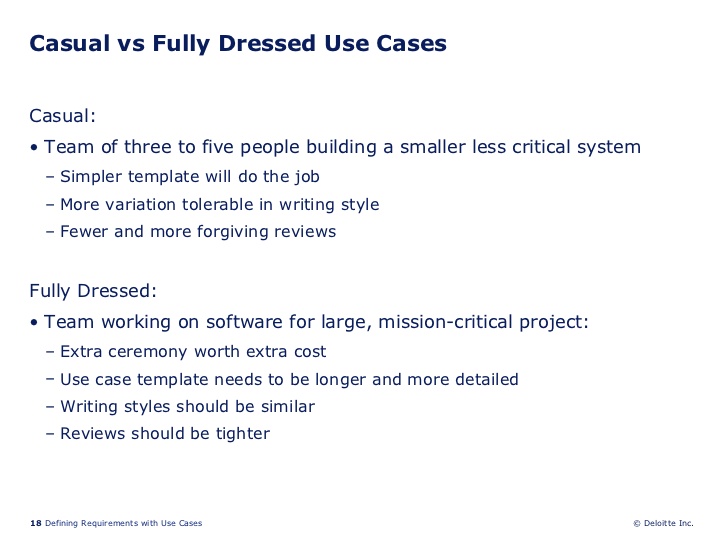 Casual vs Fully Dressed Use Cases
Casual:
• Team of three to five people building a smaller less critical system
– Simpler template will do the job
– More variation tolerable in writing style
– Fewer and more forgiving reviews
Fully Dressed:
• Team working on software for large, mission-critical project:
– Extra ceremony worth extra cost
– Use case template needs to be longer and more detailed
– Writing styles should be similar
– Reviews should be tighter
18 Defining Requirements with Use Cases
© Deloitte Inc.